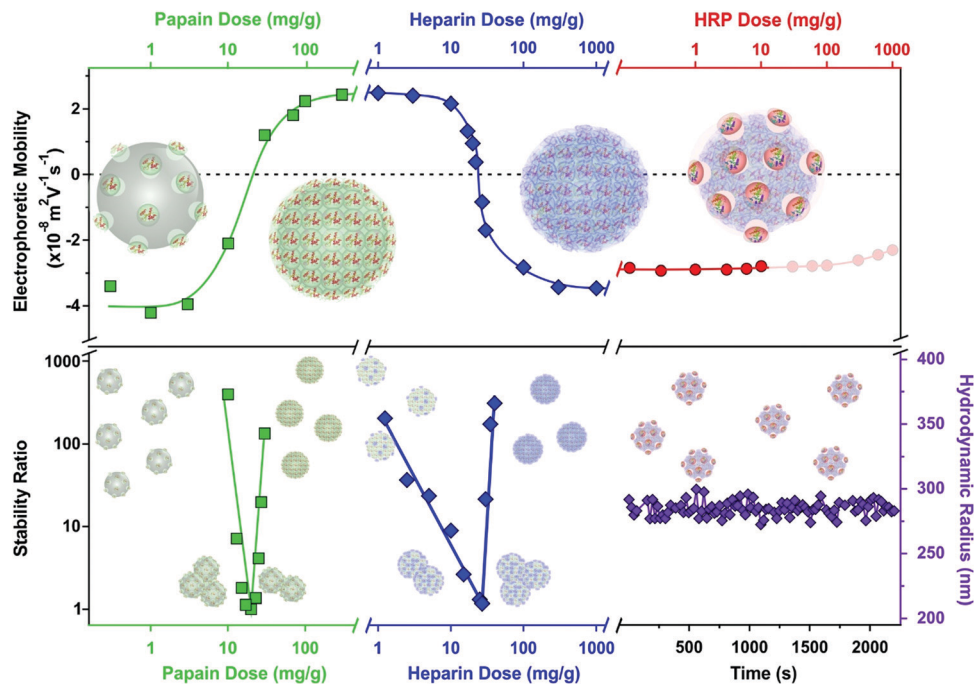 Papain Dose (mg/g)
Heparin Dose (mg/g)
HRP Dose (mg/g)
1 10 100
1 10 100 1000
1 10 100 1000
Electrophoretic Mobility
(x10⁻⁸ m² V⁻¹ s⁻¹)
2
0
-2
-4
Stability Ratio
1000
100
10
1
Hydrodynamic Radius (nm)
400
350
300
250
200
1 10 100
1 10 100 1000
500 1000 1500 2000
Papain Dose (mg/g)
Heparin Dose (mg/g)
Time (s)